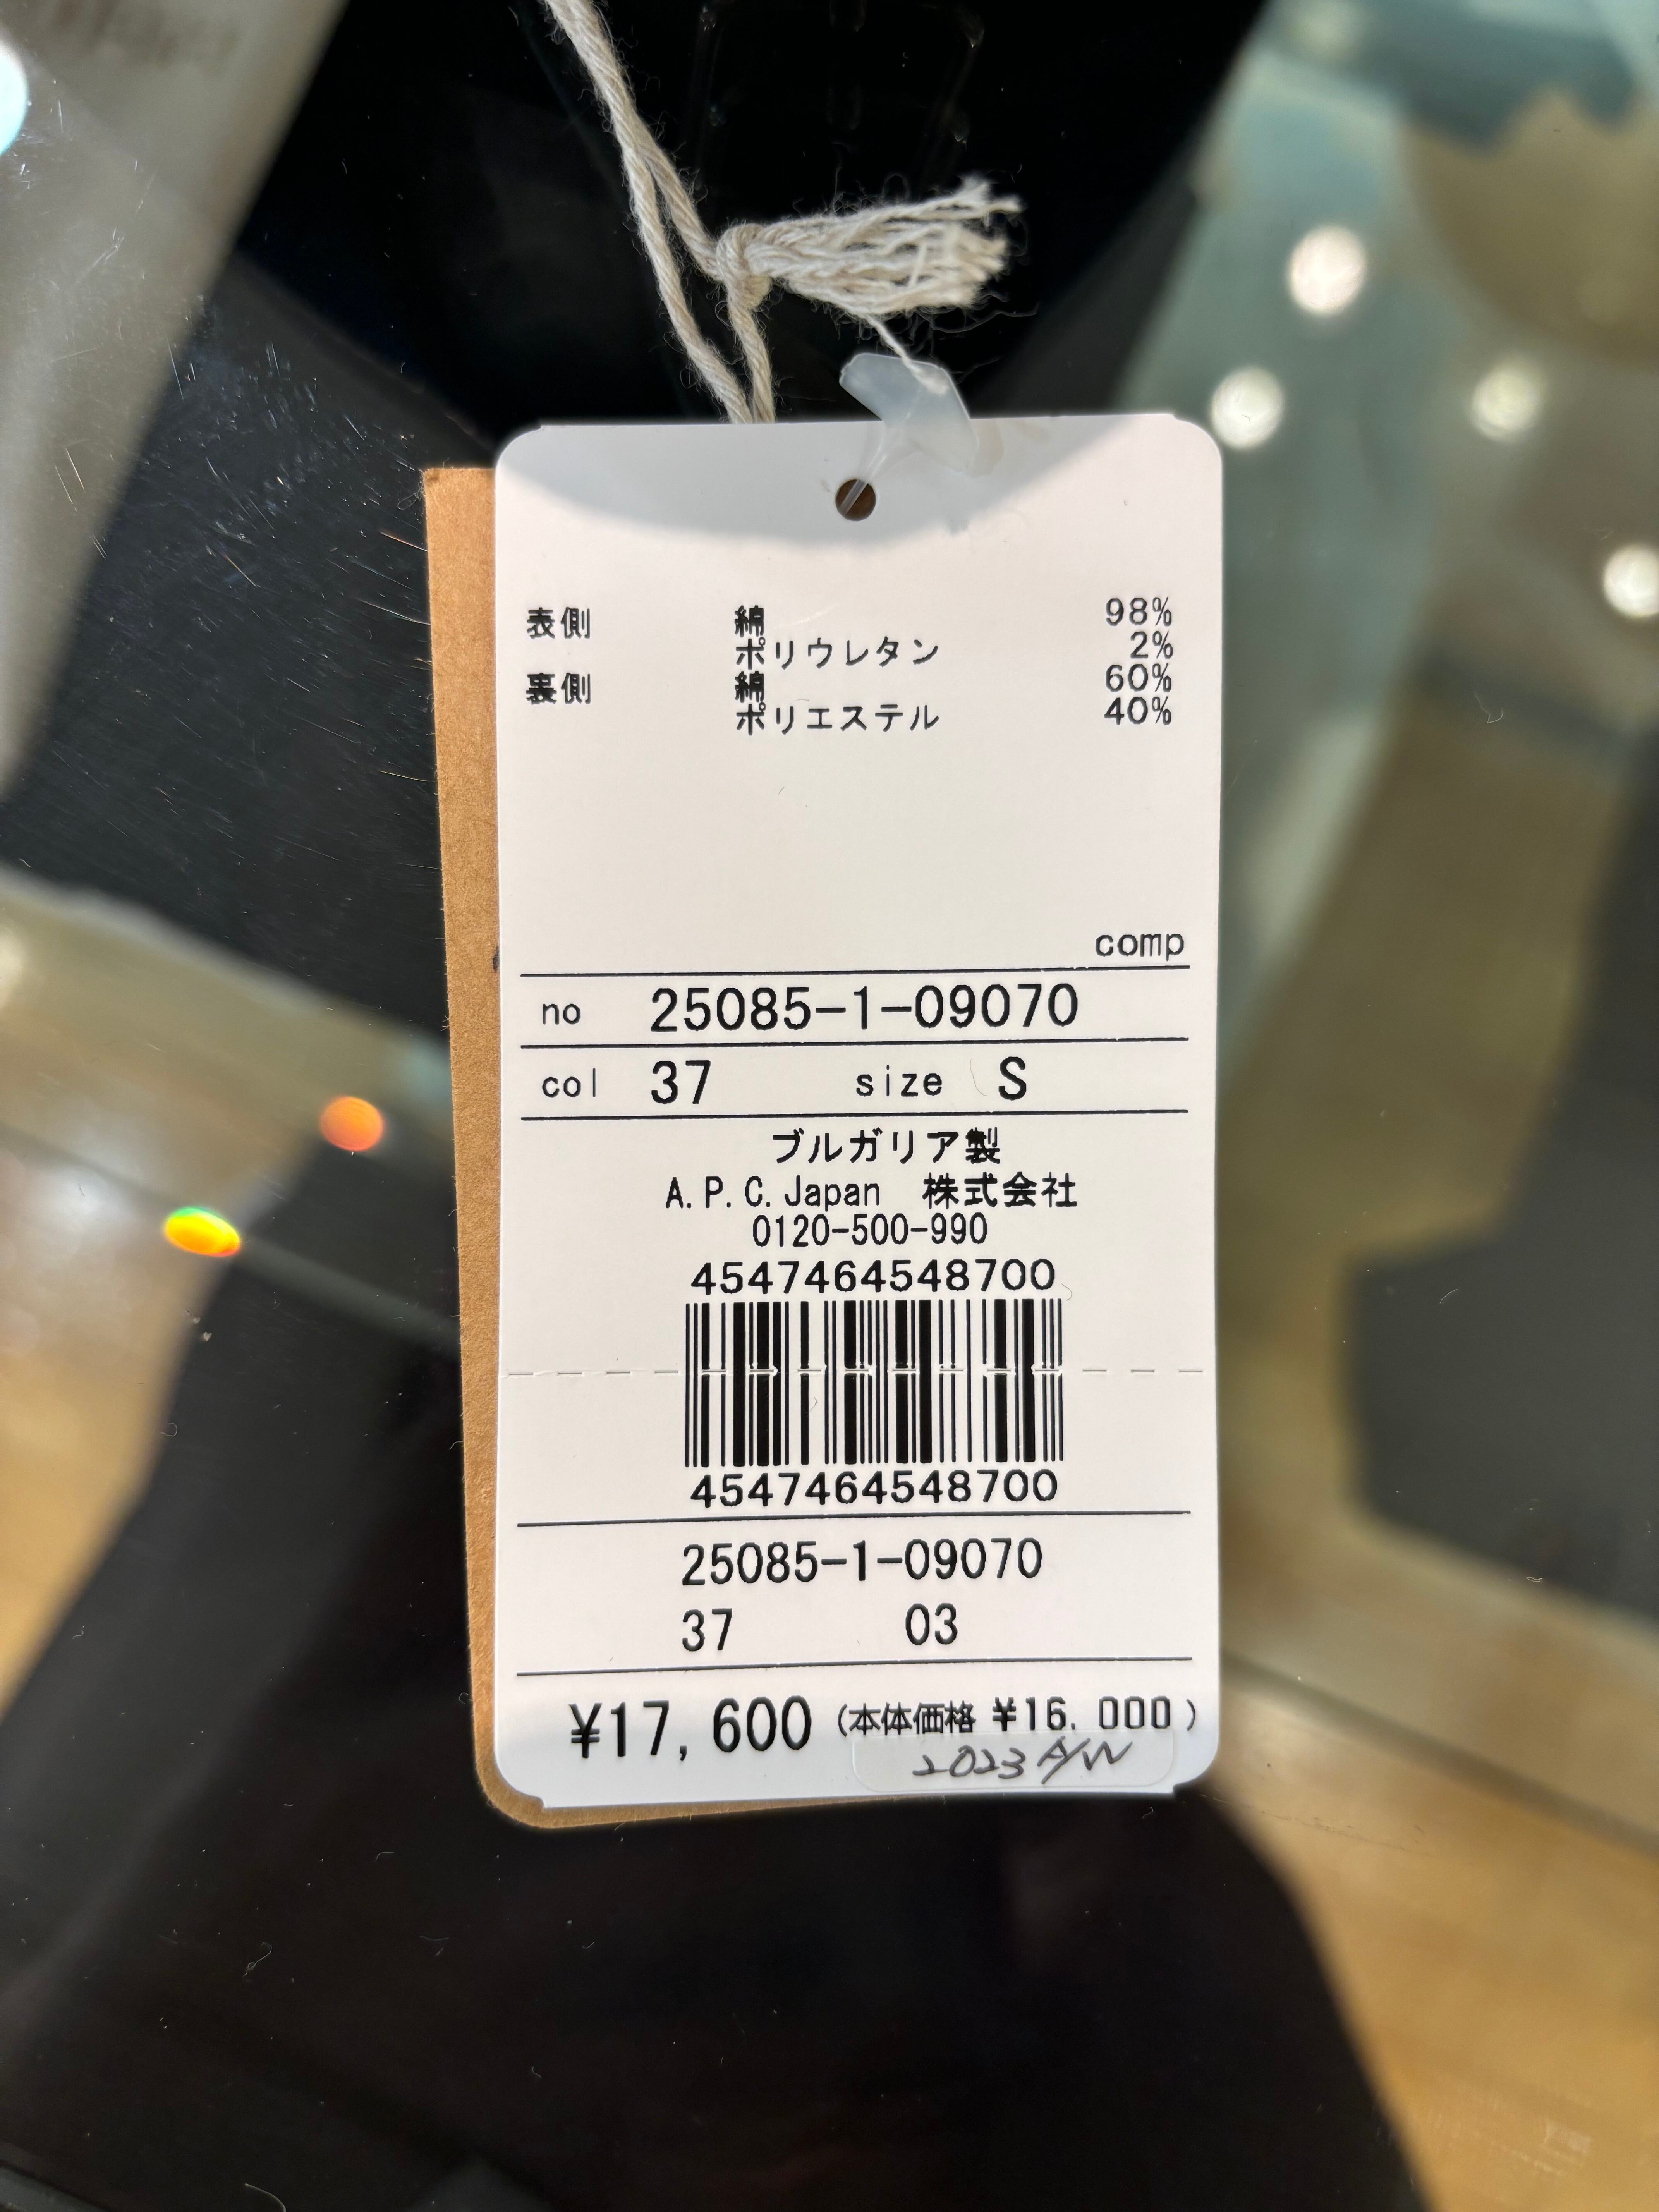 表側 綿 98%
ポリウレタン 2%
裏側 綿 60%
ポリエステル 40%
comp
no 25085-1-09070
col 37 size S
ブルガリア製
A.P.C.Japan 株式会社
0120-500-990
4547464548700
4547464548700
25085-1-09070
37 03
¥17,600 (本体価格 ¥16,000)
2023 A/W